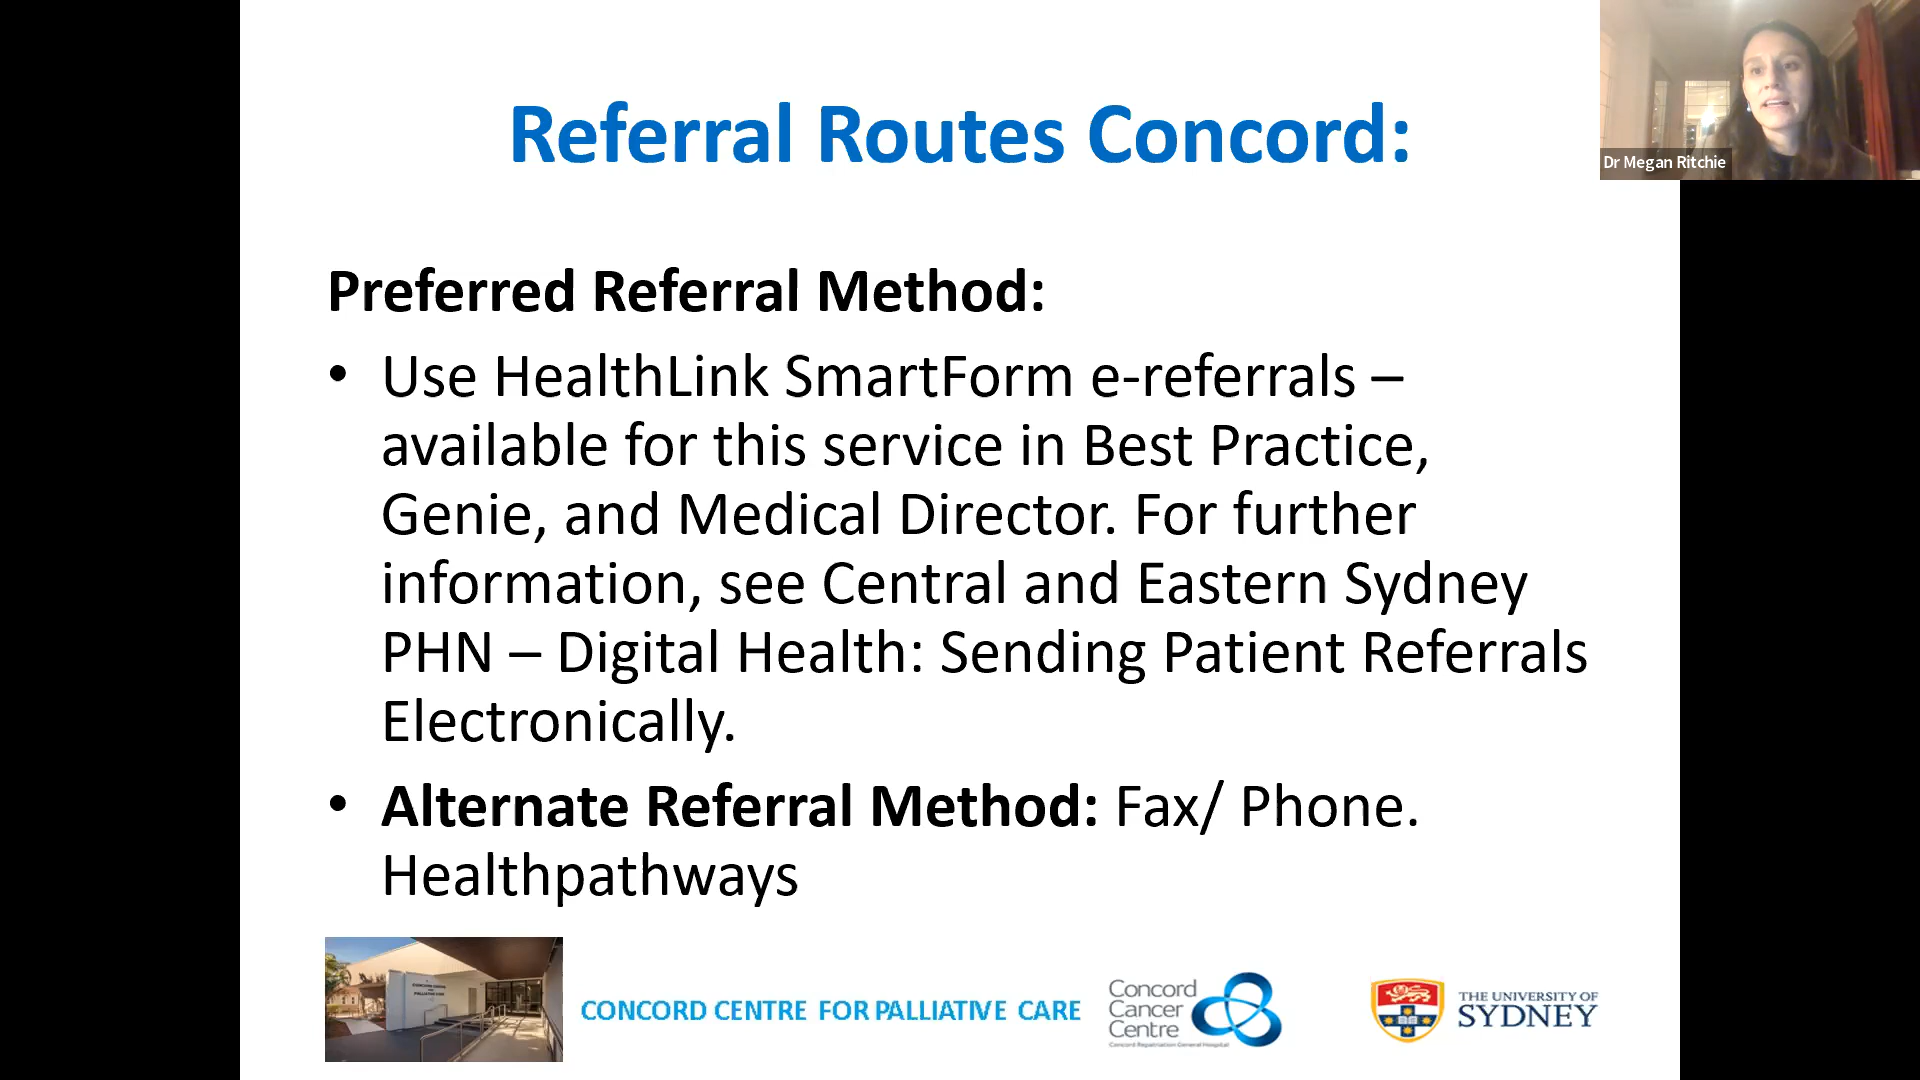 Referral Routes Concord:
Dr Megan Ritchie
Preferred Referral Method:
• Use HealthLink SmartForm e-referrals –
available for this service in Best Practice,
Genie, and Medical Director. For further
information, see Central and Eastern Sydney
PHN – Digital Health: Sending Patient Referrals
Electronically.
• Alternate Referral Method: Fax/ Phone.
Healthpathways
CONCORD CENTRE FOR PALLIATIVE CARE
Concord
Cancer
Centre
Concord Repatriation General Hospital
THE UNIVERSITY OF
SYDNEY